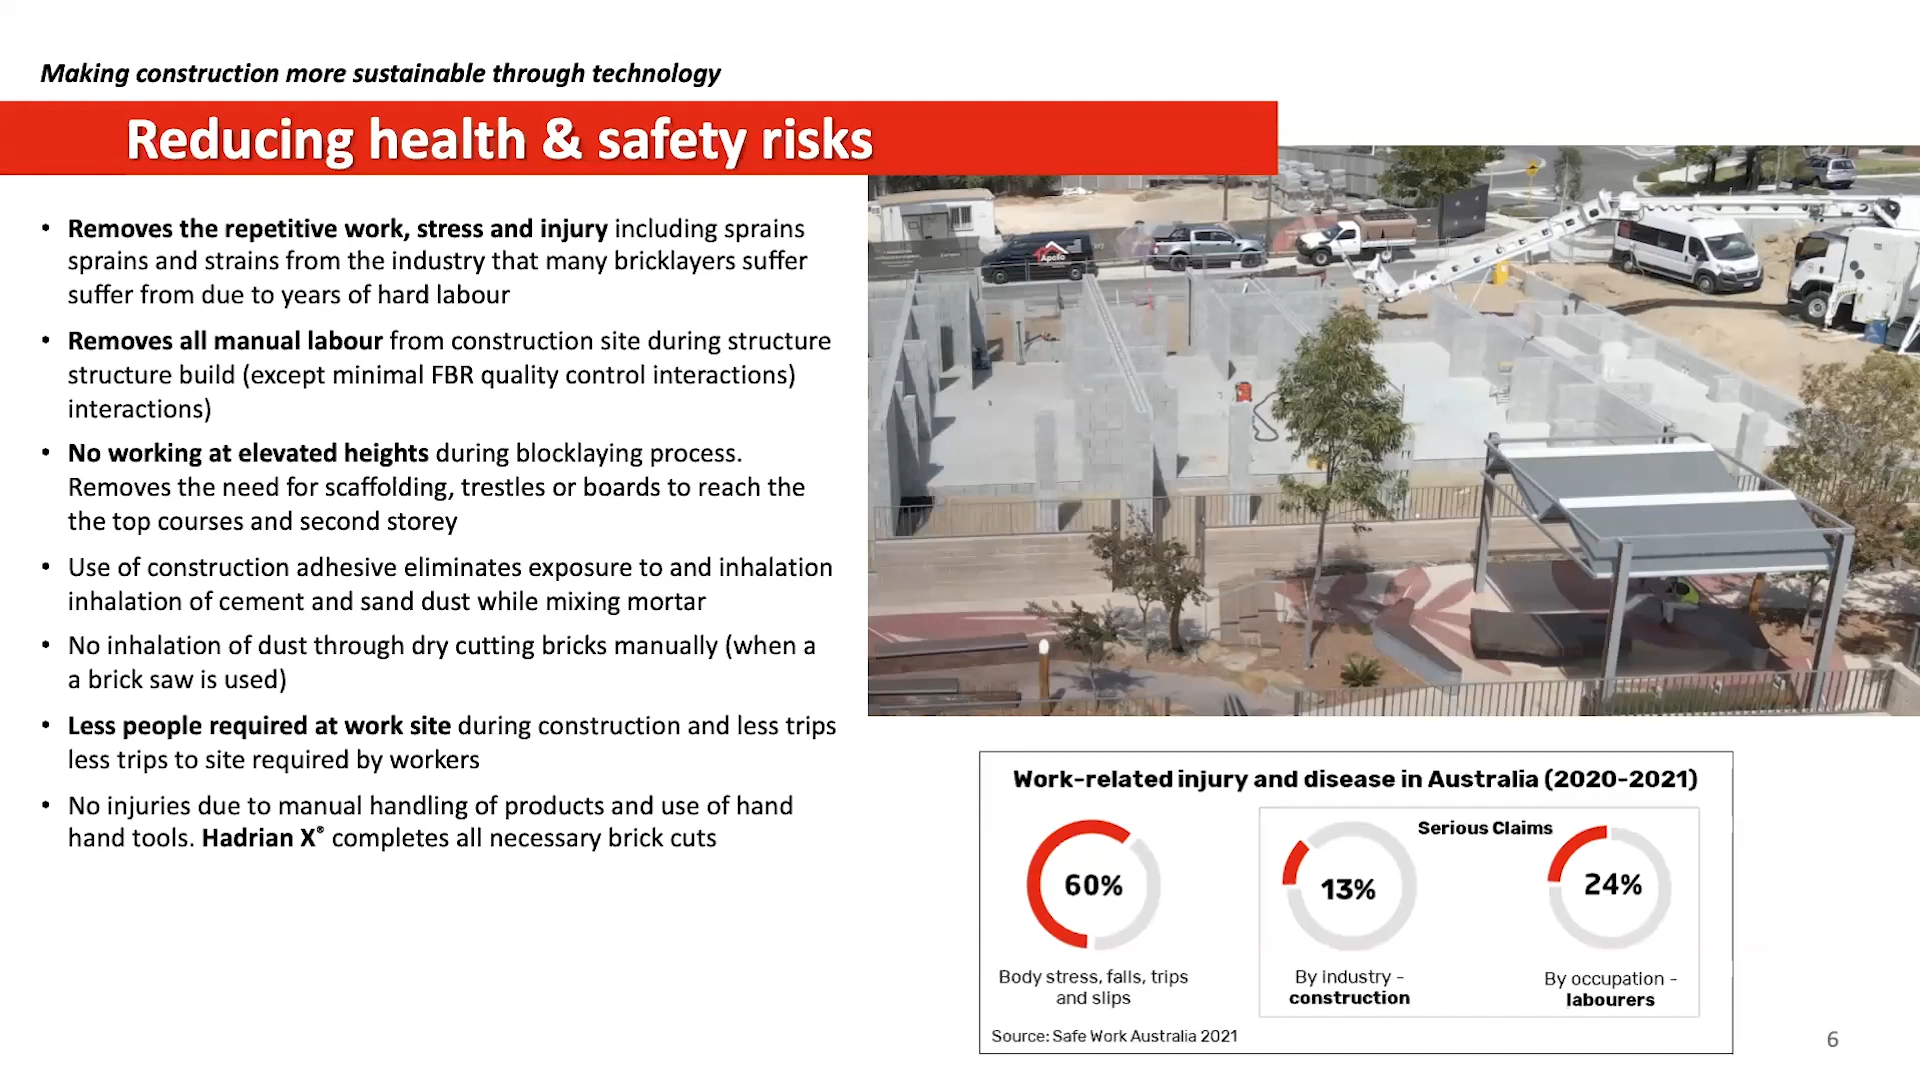 Making construction more sustainable through technology
Reducing health & safety risks
• Removes the repetitive work, stress and injury including sprains
sprains and strains from the industry that many bricklayers suffer
suffer from due to years of hard labour
• Removes all manual labour from construction site during structure
structure build (except minimal FBR quality control interactions)
interactions)
• No working at elevated heights during blocklaying process.
Removes the need for scaffolding, trestles or boards to reach the
the top courses and second storey
• Use of construction adhesive eliminates exposure to and inhalation
inhalation of cement and sand dust while mixing mortar
• No inhalation of dust through dry cutting bricks manually (when a
a brick saw is used)
• Less people required at work site during construction and less trips
less trips to site required by workers
• No injuries due to manual handling of products and use of hand
hand tools. Hadrian X® completes all necessary brick cuts
Apolo
Work-related injury and disease in Australia (2020-2021)
Serious Claims
60%
13%
24%
Body stress, falls, trips
and slips
By industry -
construction
By occupation -
labourers
Source: Safe Work Australia 2021
6